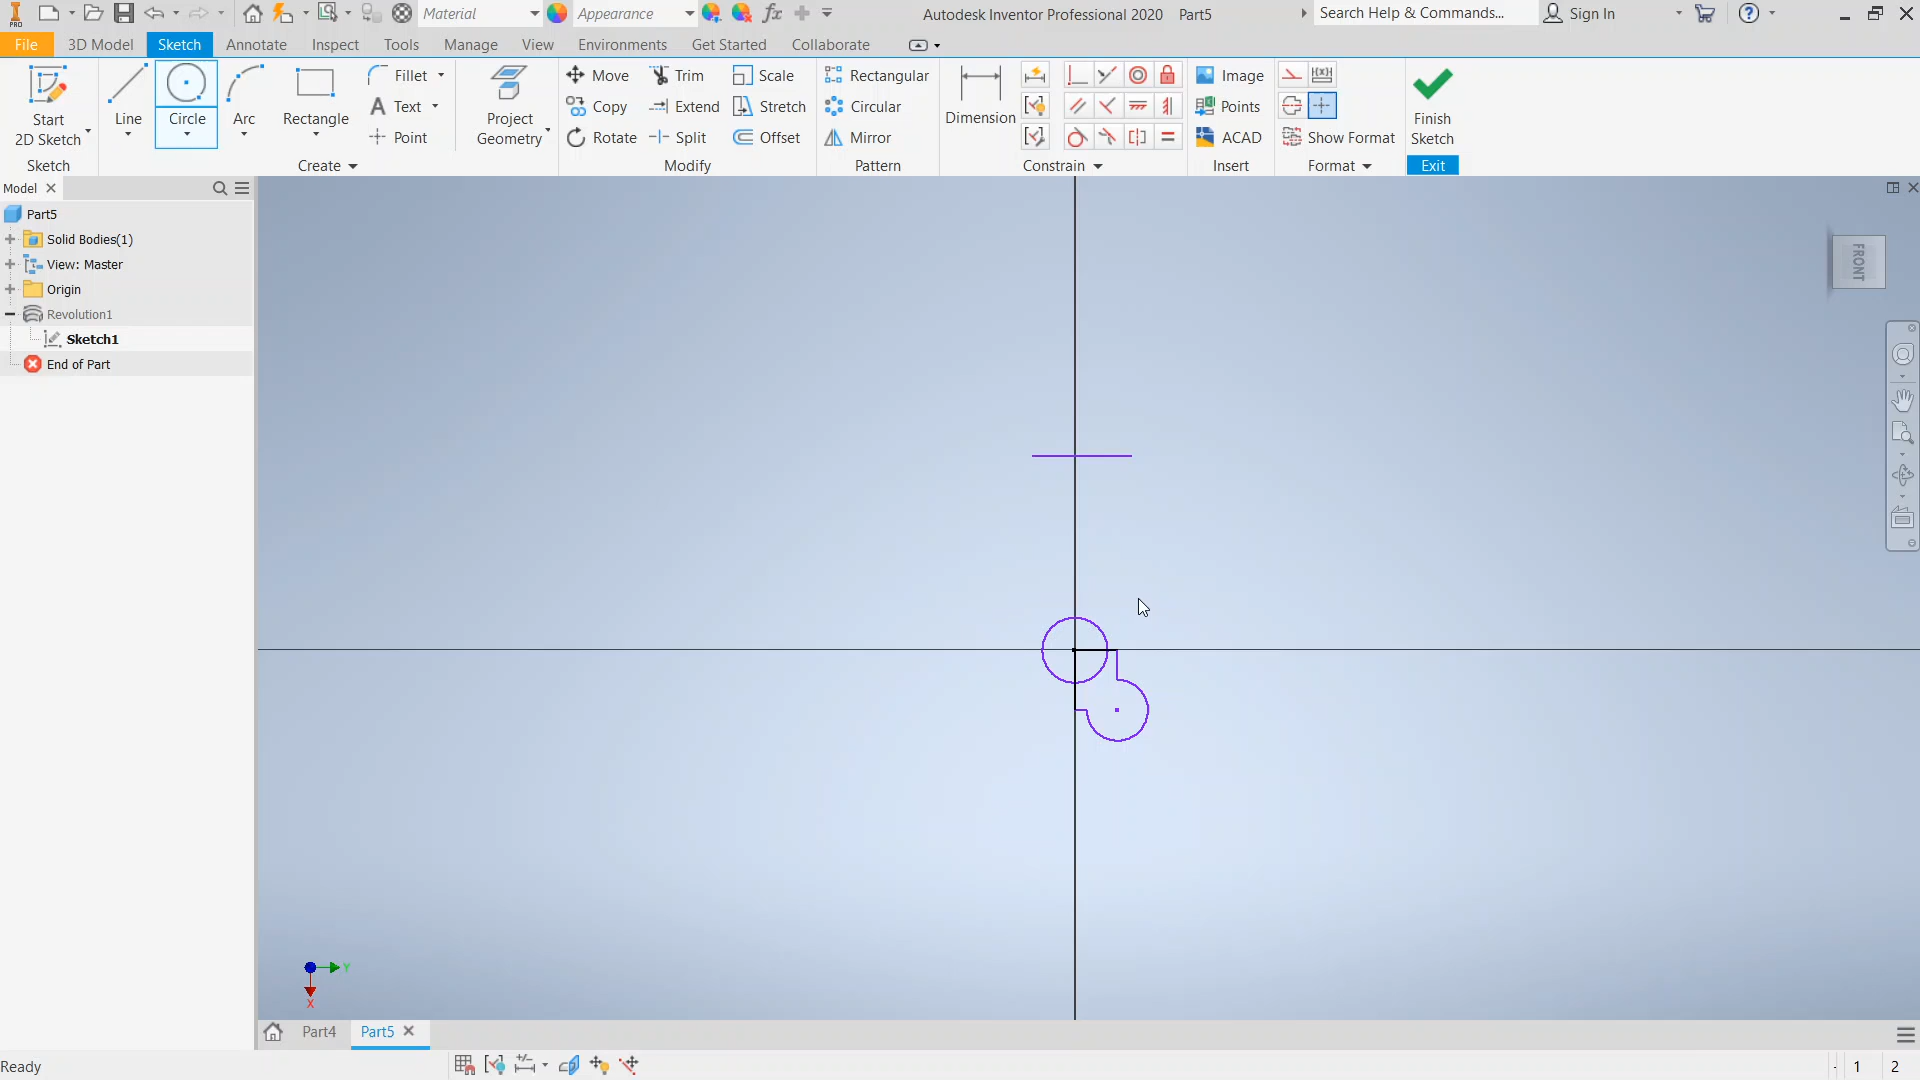 PRO
Material
Appearance
fx
Autodesk Inventor Professional 2020 Part5
Search Help & Commands...
Sign In
File
3D Model
Sketch
Annotate
Inspect
Tools
Manage
View
Environments
Get Started
Collaborate
Start
2D Sketch
Line
Circle
Arc
Rectangle
Fillet
Text
Point
Project
Geometry
Move
Copy
Rotate
Trim
Extend
Split
Scale
Stretch
Offset
Rectangular
Circular
Mirror
Dimension
Image
Points
ACAD
Show Format
Finish
Sketch
Sketch
Create
Modify
Pattern
Constrain
Insert
Format
Exit
Model
Part5
Solid Bodies(1)
View: Master
Origin
Revolution1
Sketch1
End of Part
FRONT
Y
X
Part4
Part5
Ready
1
2